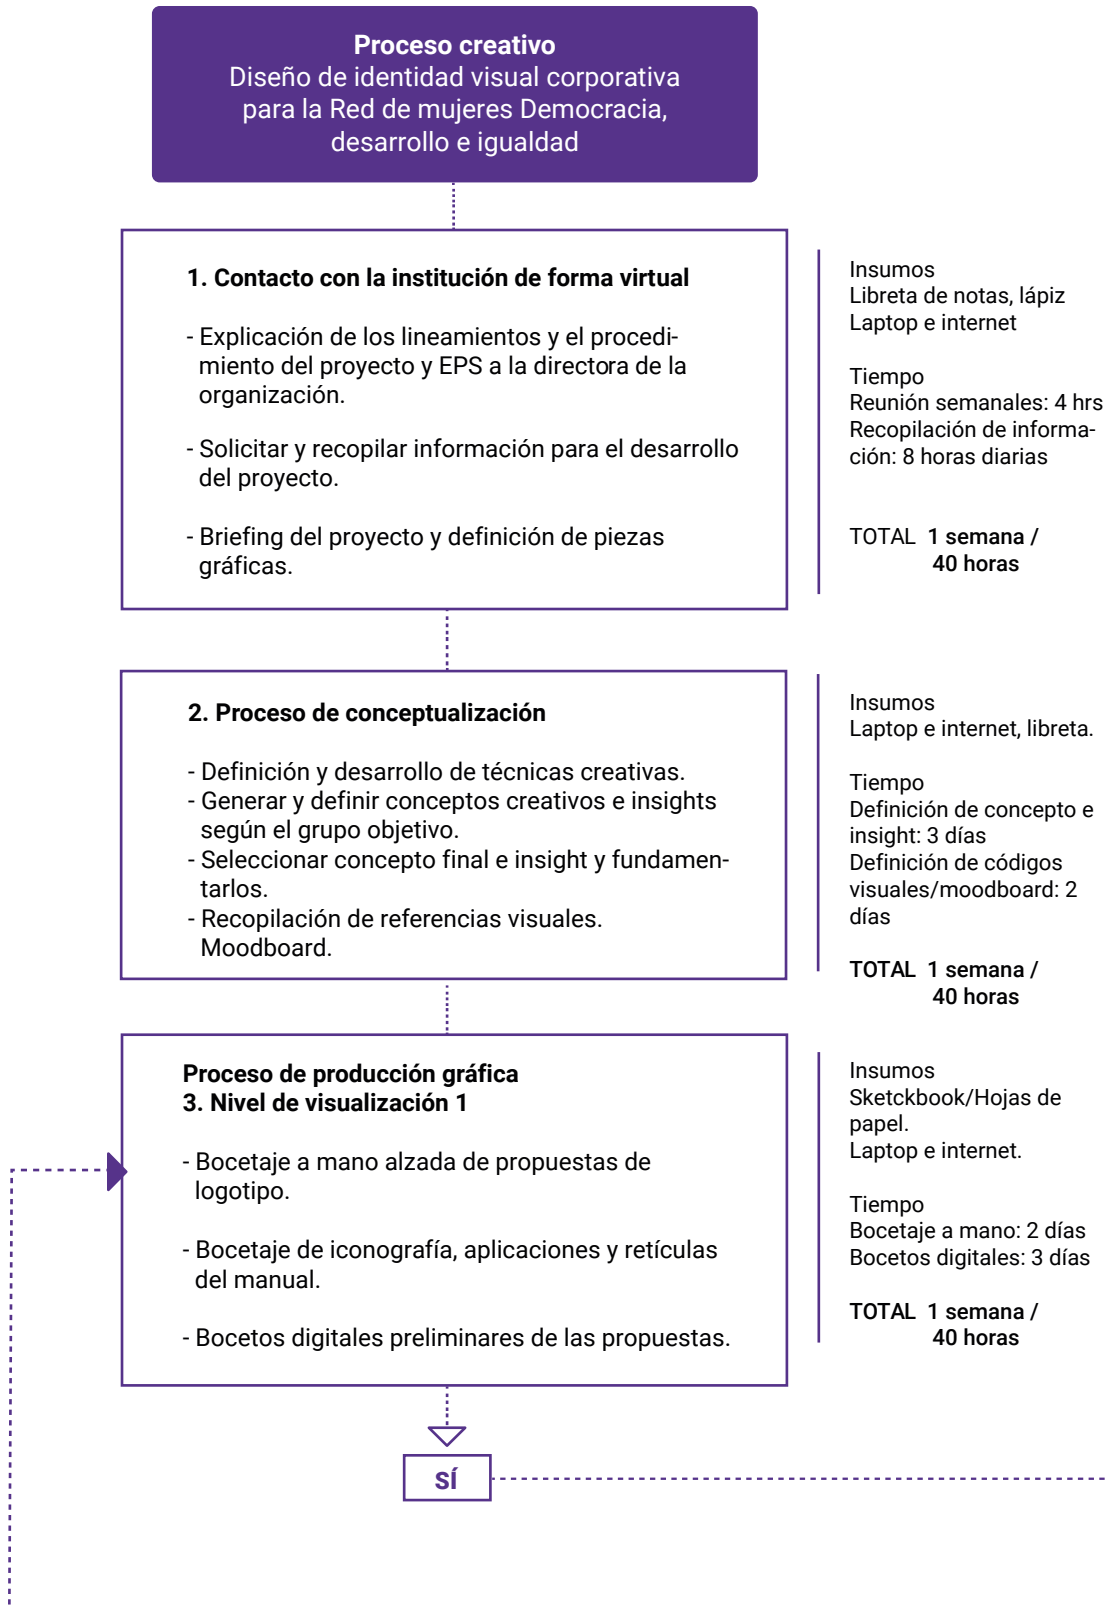 Proceso creativo
Diseño de identidad visual corporativa
para la Red de mujeres Democracia,
desarrollo e igualdad
1. Contacto con la institución de forma virtual
- Explicación de los lineamientos y el procedi-
miento del proyecto y EPS a la directora de la
organización.
- Solicitar y recopilar información para el desarrollo
del proyecto.
- Briefing del proyecto y definición de piezas
gráficas.
Insumos
Libreta de notas, lápiz
Laptop e internet
Tiempo
Reunión semanales: 4 hrs
Recopilación de informa-
ción: 8 horas diarias
TOTAL 1 semana /
40 horas
2. Proceso de conceptualización
- Definición y desarrollo de técnicas creativas.
- Generar y definir conceptos creativos e insights
según el grupo objetivo.
- Seleccionar concepto final e insight y fundamen-
tarlos.
- Recopilación de referencias visuales.
Moodboard.
Insumos
Laptop e internet, libreta.
Tiempo
Definición de concepto e
insight: 3 días
Definición de códigos
visuales/moodboard: 2
días
TOTAL 1 semana /
40 horas
Proceso de producción gráfica
3. Nivel de visualización 1
- Bocetaje a mano alzada de propuestas de
logotipo.
- Bocetaje de iconografía, aplicaciones y retículas
del manual.
- Bocetos digitales preliminares de las propuestas.
Insumos
Sketckbook/Hojas de
papel.
Laptop e internet.
Tiempo
Bocetaje a mano: 2 días
Bocetos digitales: 3 días
TOTAL 1 semana /
40 horas
SÍ